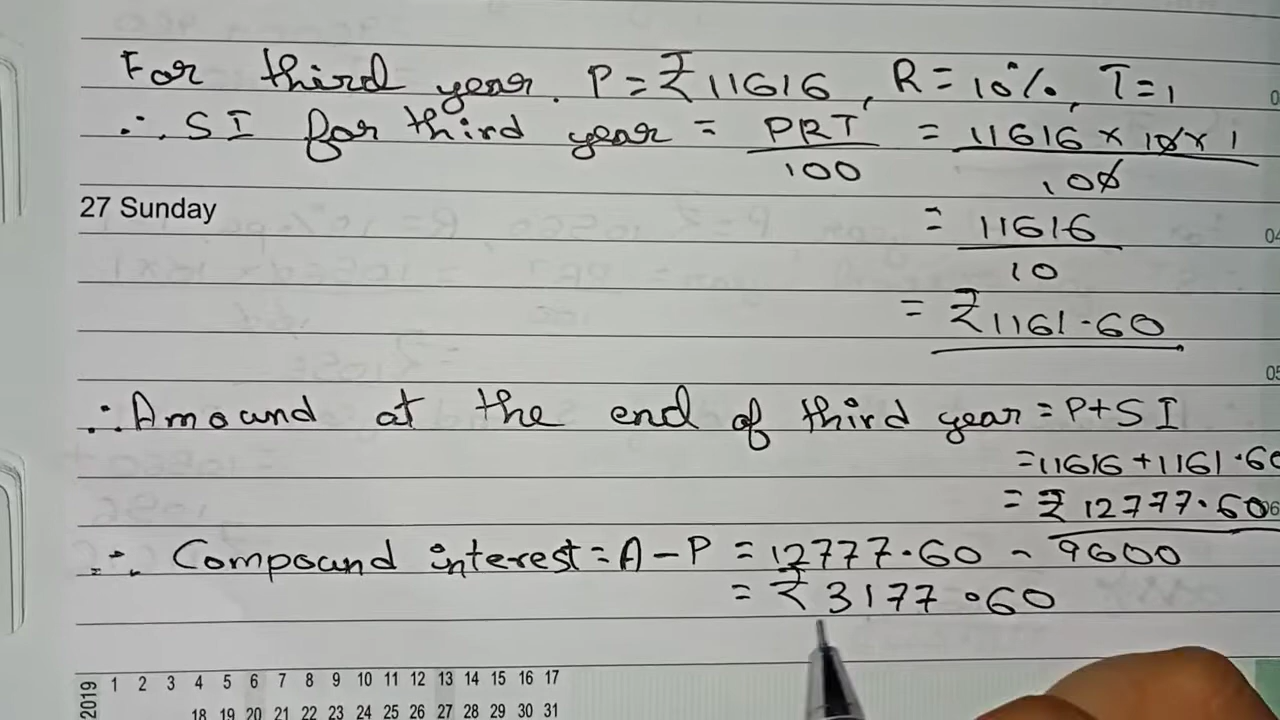 For third year. P = ₹11616, R = 10%, T = 1
∴ SI for third year = PRT/100 = 11616 × 10 × 1/100
27 Sunday
= 11616/10
= ₹1161.60
∴ Amound at the end of third year = P + SI
= 11616 + 1161.60
= ₹12777.60
∴ Compound interest = A - P = 12777.60 - 9600
= ₹3177.60
2019 1 2 3 4 5 6 7 8 9 10 11 12 13 14 15 16 17
18 19 20 21 22 23 24 25 26 27 28 29 30 31